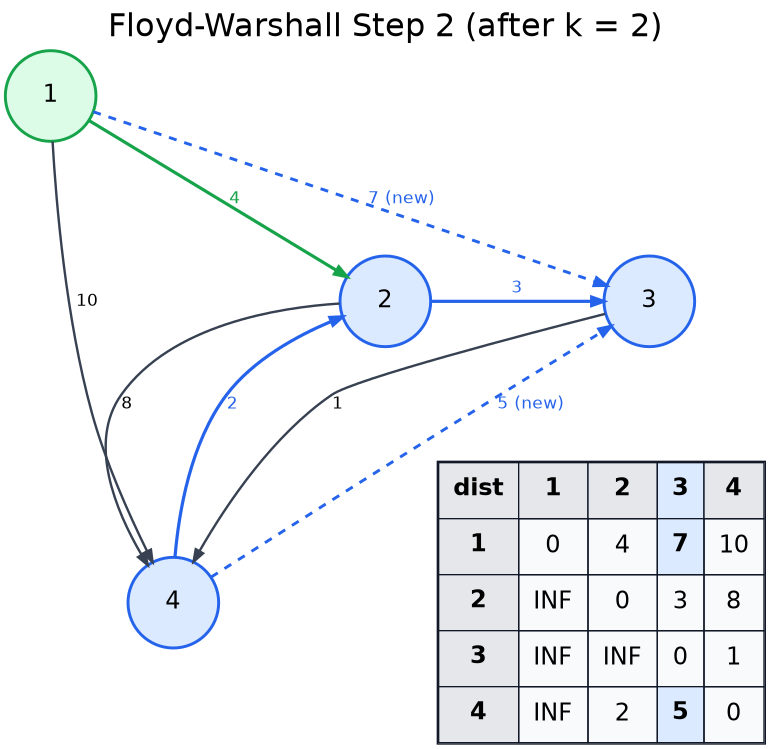 Floyd-Warshall Step 2 (after k = 2)
1
4
7 (new)
10
2
3
3
8
2
1
5 (new)
4
dist 1 2 3 4
1 0 4 7 10
2 INF 0 3 8
3 INF INF 0 1
4 INF 2 5 0